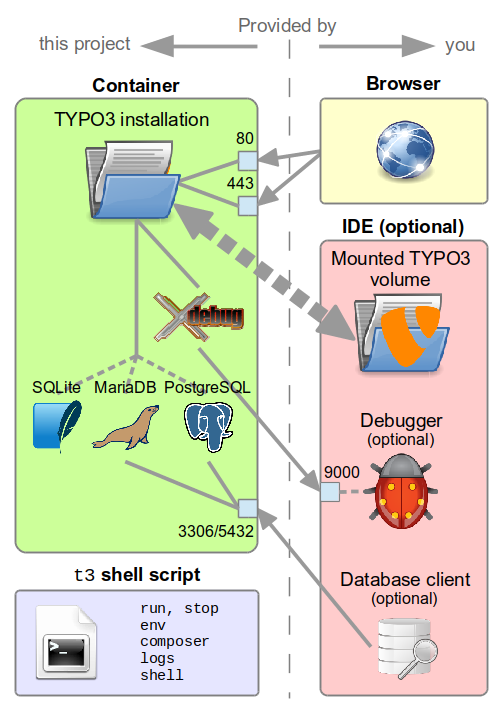 Provided by
this project
you
Container
Browser
TYPO3 installation
80
443
IDE (optional)
Mounted TYPO3
volume
Xdebug
SQLite
MariaDB
PostgreSQL
Debugger
(optional)
9000
3306/5432
t3 shell script
Database client
(optional)
>_
run, stop
env
composer
logs
shell